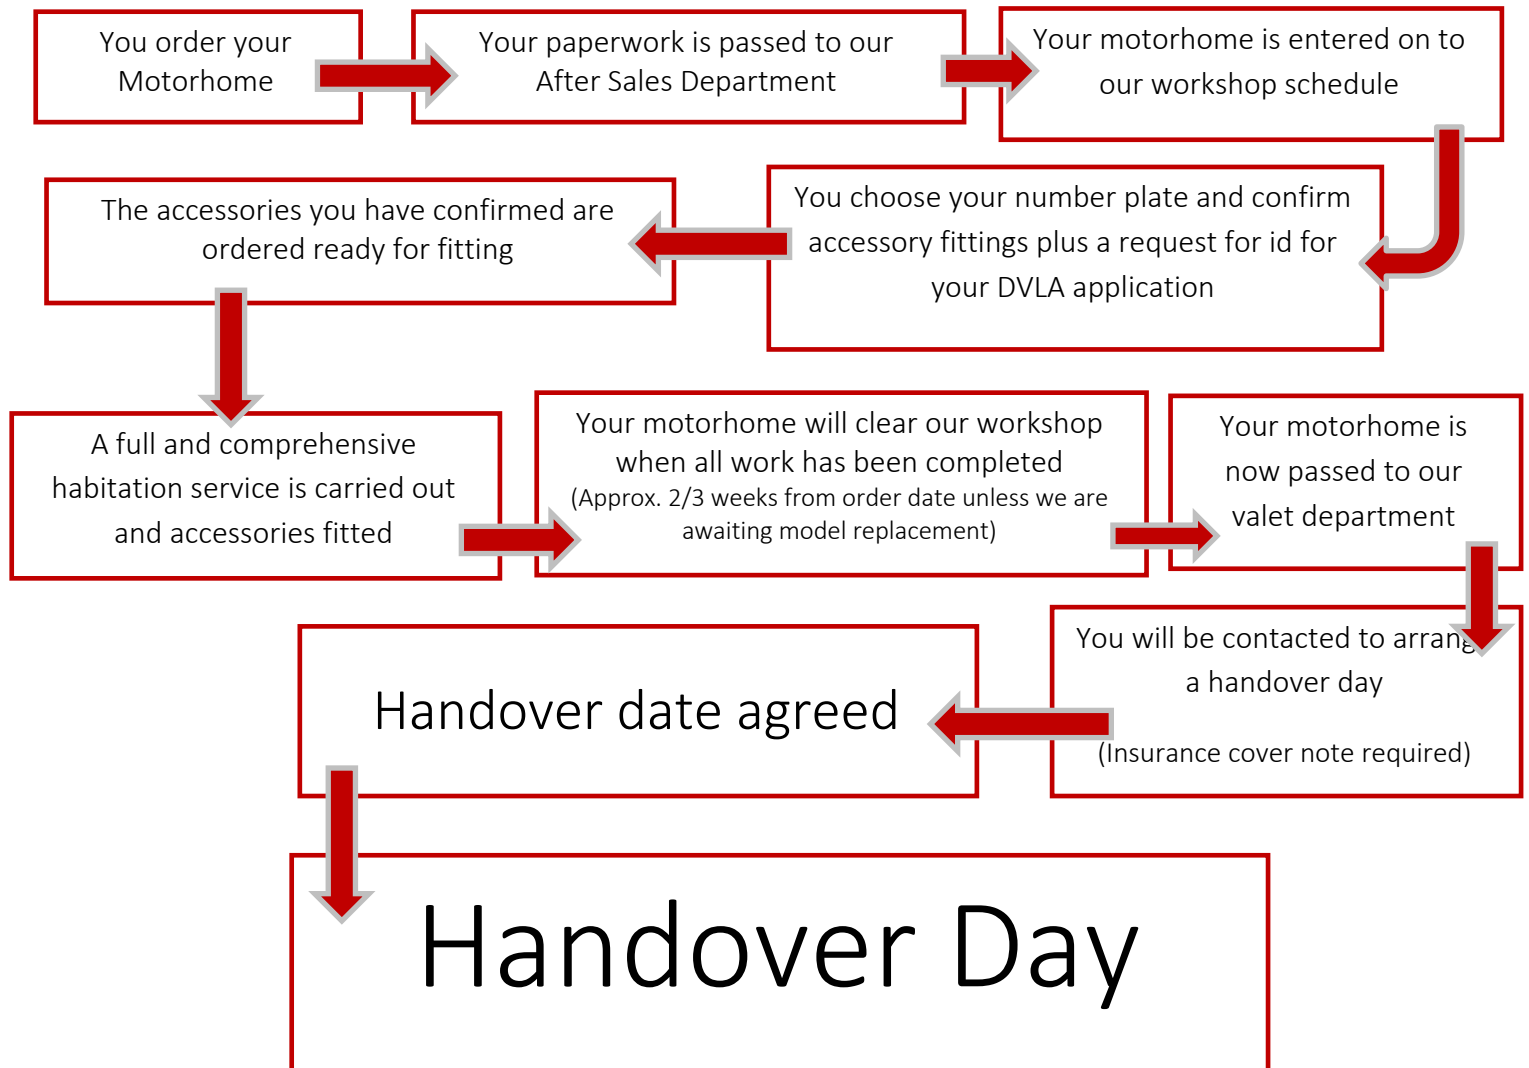 You order your
Motorhome
Your paperwork is passed to our
After Sales Department
Your motorhome is entered on to
our workshop schedule
You choose your number plate and confirm
accessory fittings plus a request for id for
your DVLA application
The accessories you have confirmed are
ordered ready for fitting
A full and comprehensive
habitation service is carried out
and accessories fitted
Your motorhome will clear our workshop
when all work has been completed
(Approx. 2/3 weeks from order date unless we are
awaiting model replacement)
Your motorhome is
now passed to our
valet department
You will be contacted to arrang
a handover day
(Insurance cover note required)
Handover date agreed
Handover Day